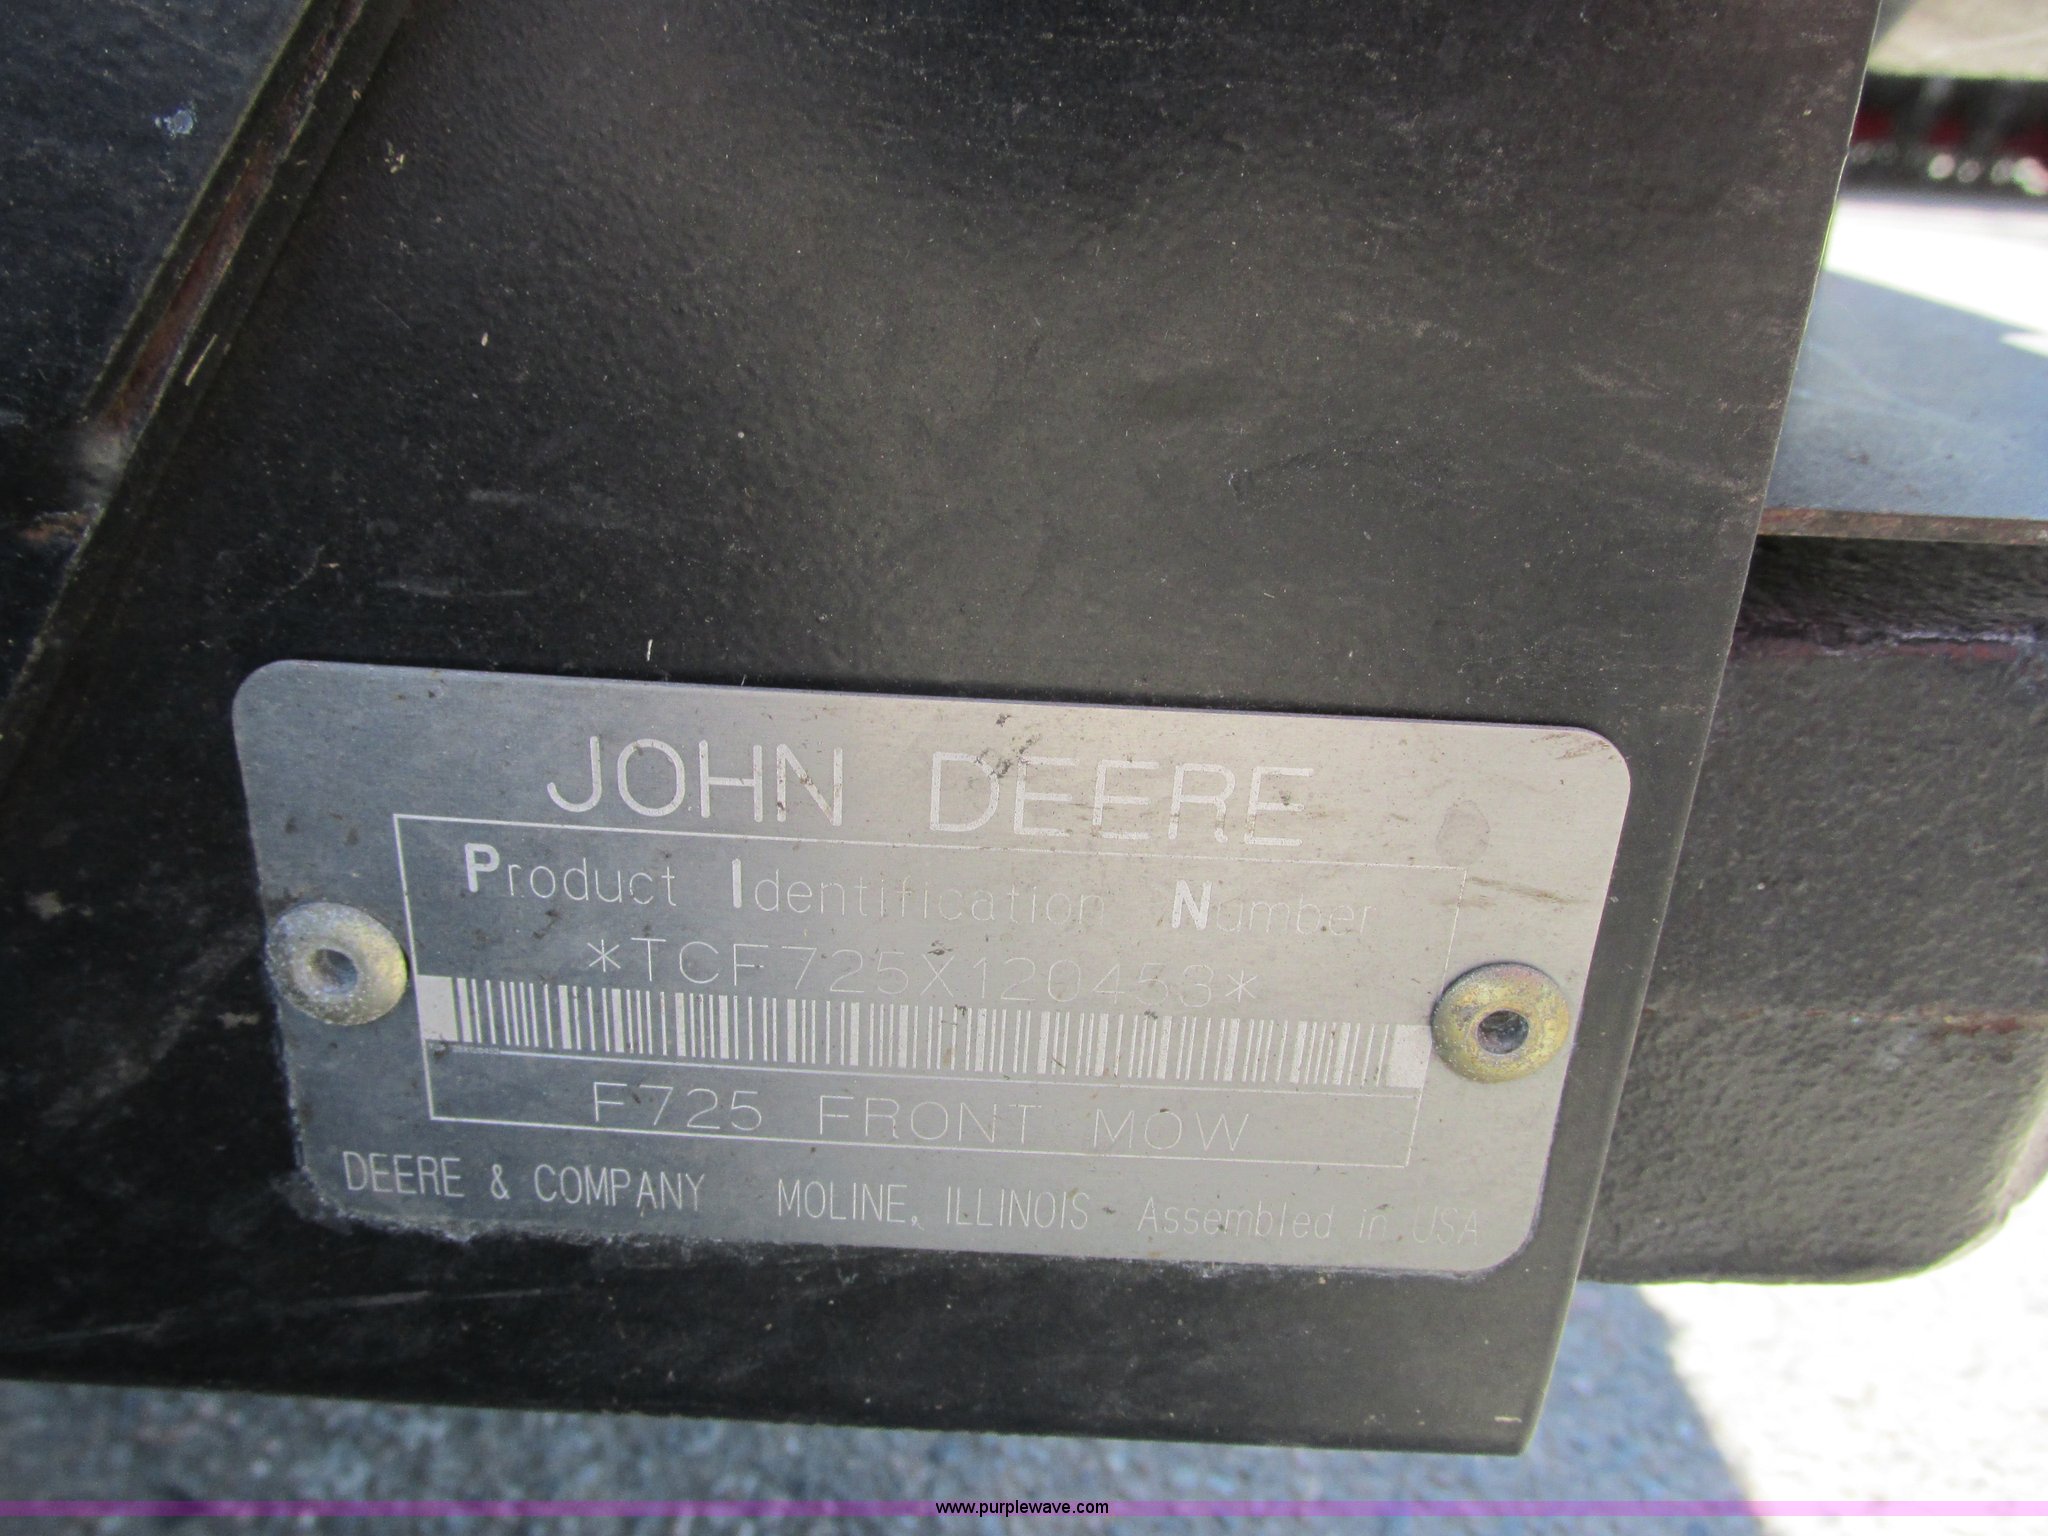 JOHN DEERE
Product Identification Number
*TCF725X120453*
F725 FRONT MOW
DEERE & COMPANY MOLINE, ILLINOIS Assembled in USA
www.purplewave.com